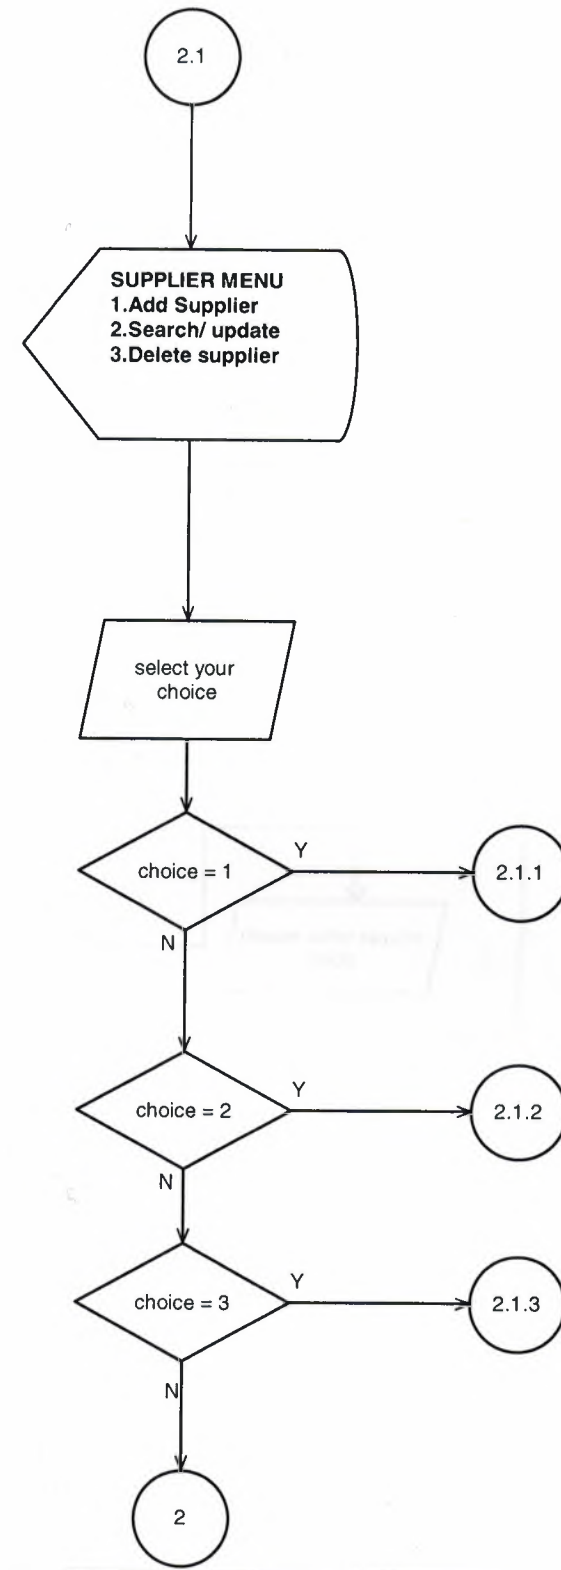 2.1
SUPPLIER MENU
1.Add Supplier
2.Search/ update
3.Delete supplier
select your
choice
choice = 1
Y
2.1.1
N
choice = 2
Y
2.1.2
N
choice = 3
Y
2.1.3
N
2